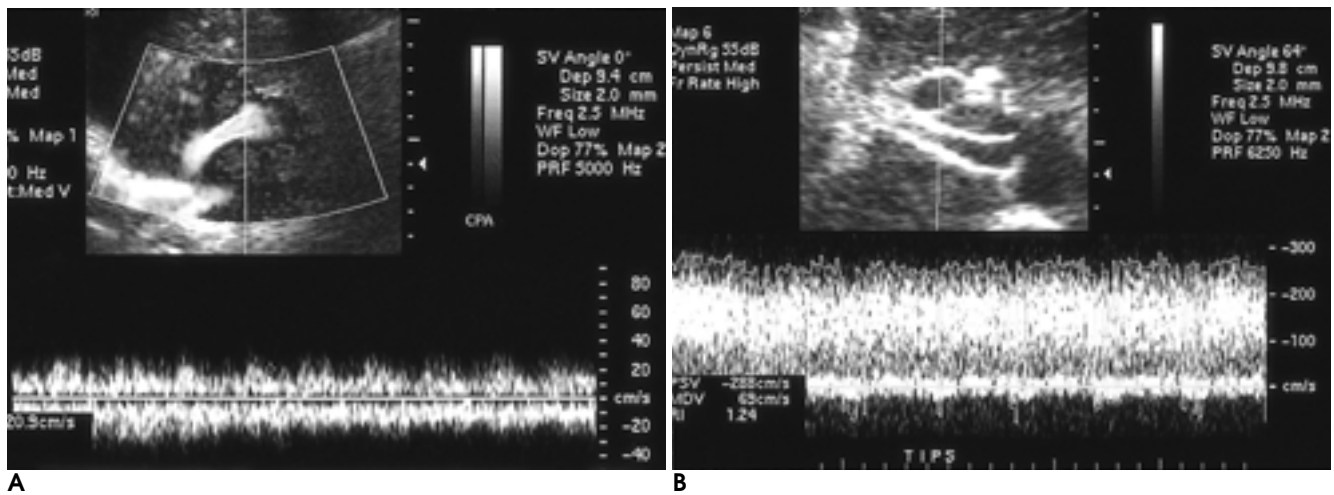 55dB
Med
Med
% Map 1
0 Hz
t:Med V
CPA
SV Angle 0°
Dep 9.4 cm
Size 2.0 mm
Freq 2.5 MHz
WF Low
Dop 77% Map 2
PRF 5000 Hz
80
60
40
20
cm/s
-20
-40
20.9cm/s
A
Map 6
DynRg 55dB
Persist Med
Fr Rate High
SV Angle 64°
Dep 9.8 cm
Size 2.0 mm
Freq 2.5 MHz
WF Low
Dop 77% Map 2
PRF 6250 Hz
-300
-200
-100
cm/s
PSV -288cm/s
MDV 69cm/s
RI 1.24
TIPS
B